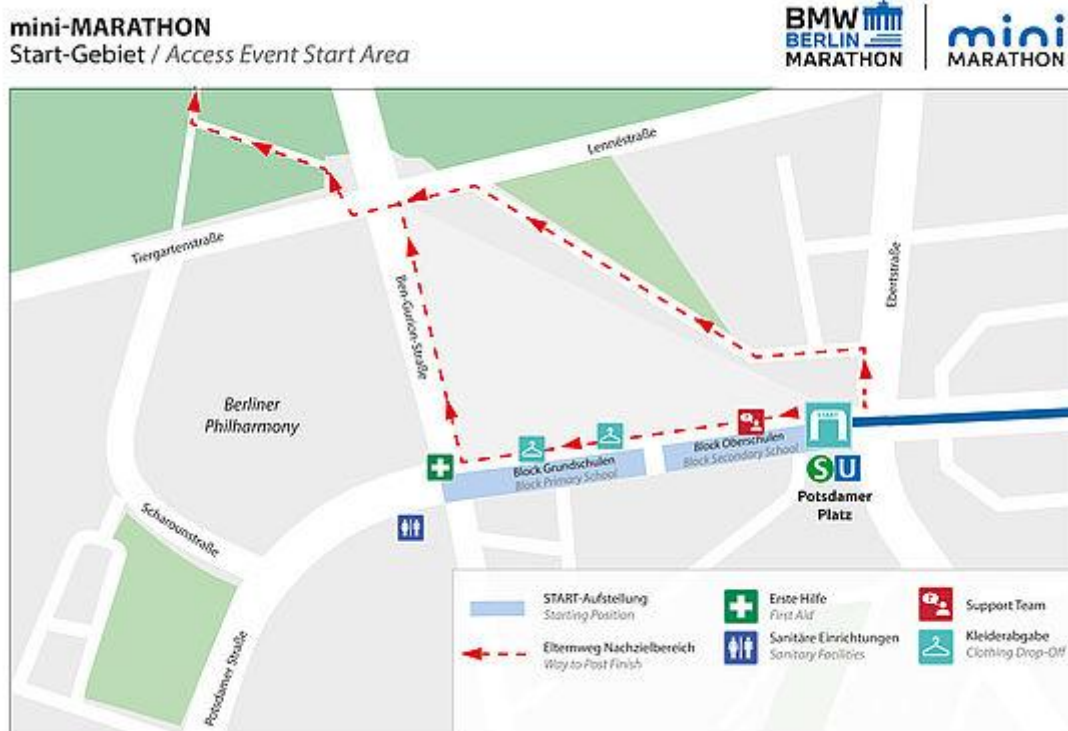 mini-MARATHON
Start-Gebiet / Access Event Start Area
BMW
BERLIN
MARATHON
mini
MARATHON
Lennéstraße
Tiergartenstraße
Ben-Gurion-Straße
Ebertstraße
Berliner
Philharmony
START
Block Oberschulen
Block Secondary School
Block Grundschulen
Block Primary School
S U
Potsdamer
Platz
Scharounstraße
Potsdamer Straße
START-Aufstellung
Starting Position
Elternweg Nachzielbereich
Way to Post Finish
Erste Hilfe
First Aid
Sanitäre Einrichtungen
Sanitary Facilities
Support Team
Kleiderabgabe
Clothing Drop-Off